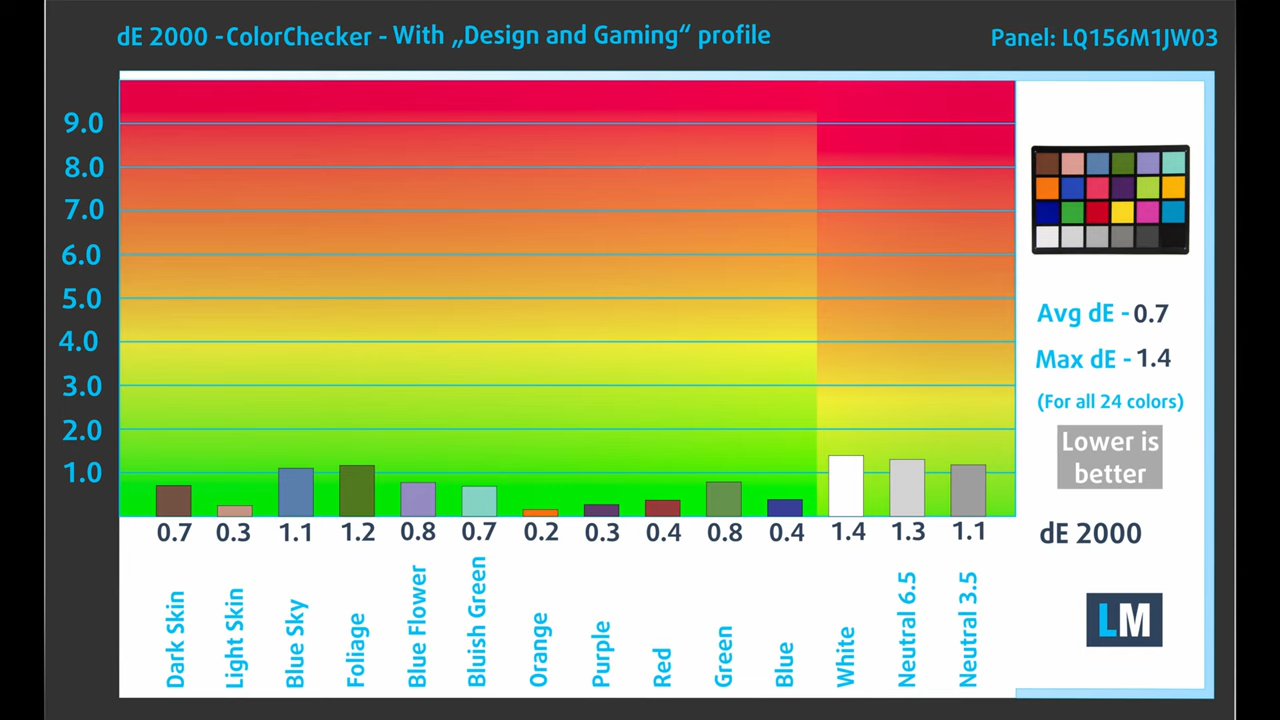 dE 2000 -ColorChecker - With „Design and Gaming“ profile
Panel: LQ156M1JW03
9.0
8.0
7.0
6.0
5.0
4.0
3.0
2.0
1.0
0.7 0.3 1.1 1.2 0.8 0.7 0.2 0.3 0.4 0.8 0.4 1.4 1.3 1.1
Dark Skin
Light Skin
Blue Sky
Foliage
Blue Flower
Bluish Green
Orange
Purple
Red
Green
Blue
White
Neutral 6.5
Neutral 3.5
Avg dE - 0.7
Max dE - 1.4
(For all 24 colors)
Lower is
better
dE 2000
LM